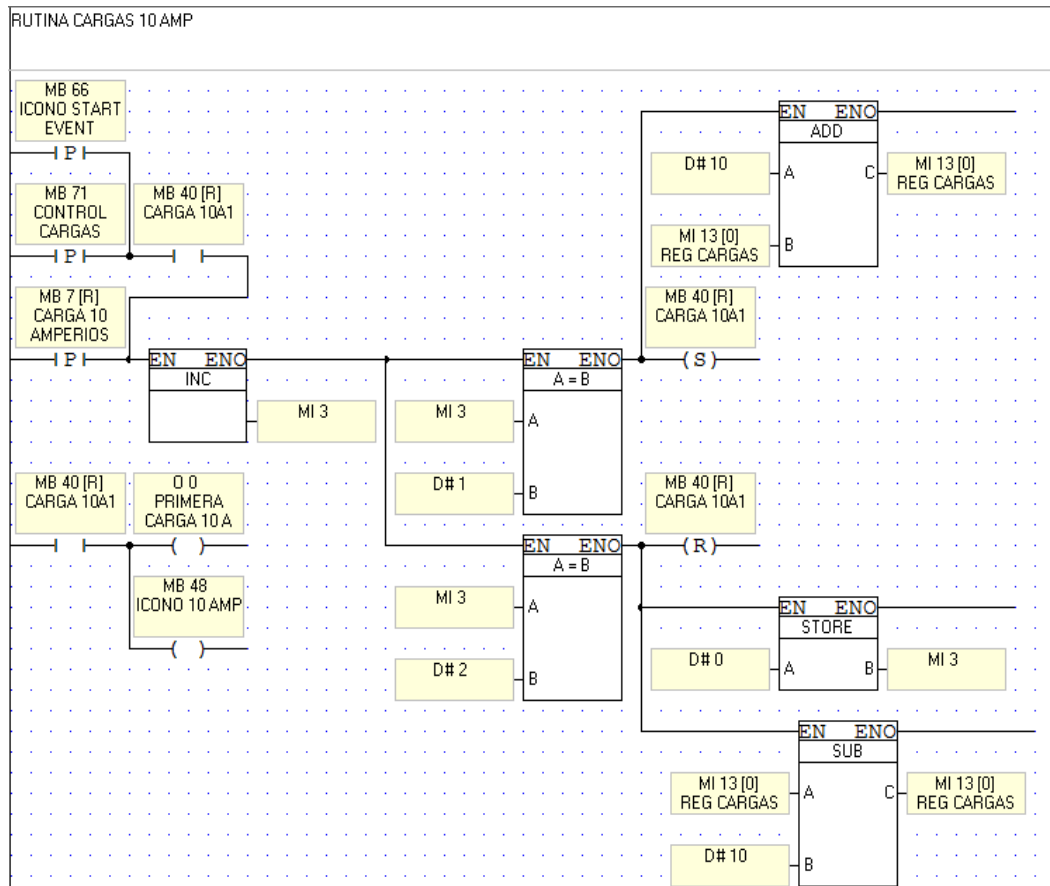 RUTINA CARGAS 10 AMP
MB 66
ICONO START
EVENT
P
MB 71
CONTROL
CARGAS
P
MB 40 [R]
CARGA 10A1
MB 7 [R]
CARGA 10
AMPERIOS
P
EN ENO
INC
MI 3
EN ENO
A = B
MI 3
A
D# 1
B
EN ENO
ADD
D# 10
A
C
MI 13 [0]
REG CARGAS
MI 13 [0]
REG CARGAS
B
MB 40 [R]
CARGA 10A1
(S)
MB 40 [R]
CARGA 10A1
O 0
PRIMERA
CARGA 10 A
( )
MB 48
ICONO 10 AMP
( )
EN ENO
A = B
MI 3
A
D# 2
B
MB 40 [R]
CARGA 10A1
(R)
EN ENO
STORE
D# 0
A
B
MI 3
EN ENO
SUB
MI 13 [0]
REG CARGAS
A
C
MI 13 [0]
REG CARGAS
D# 10
B